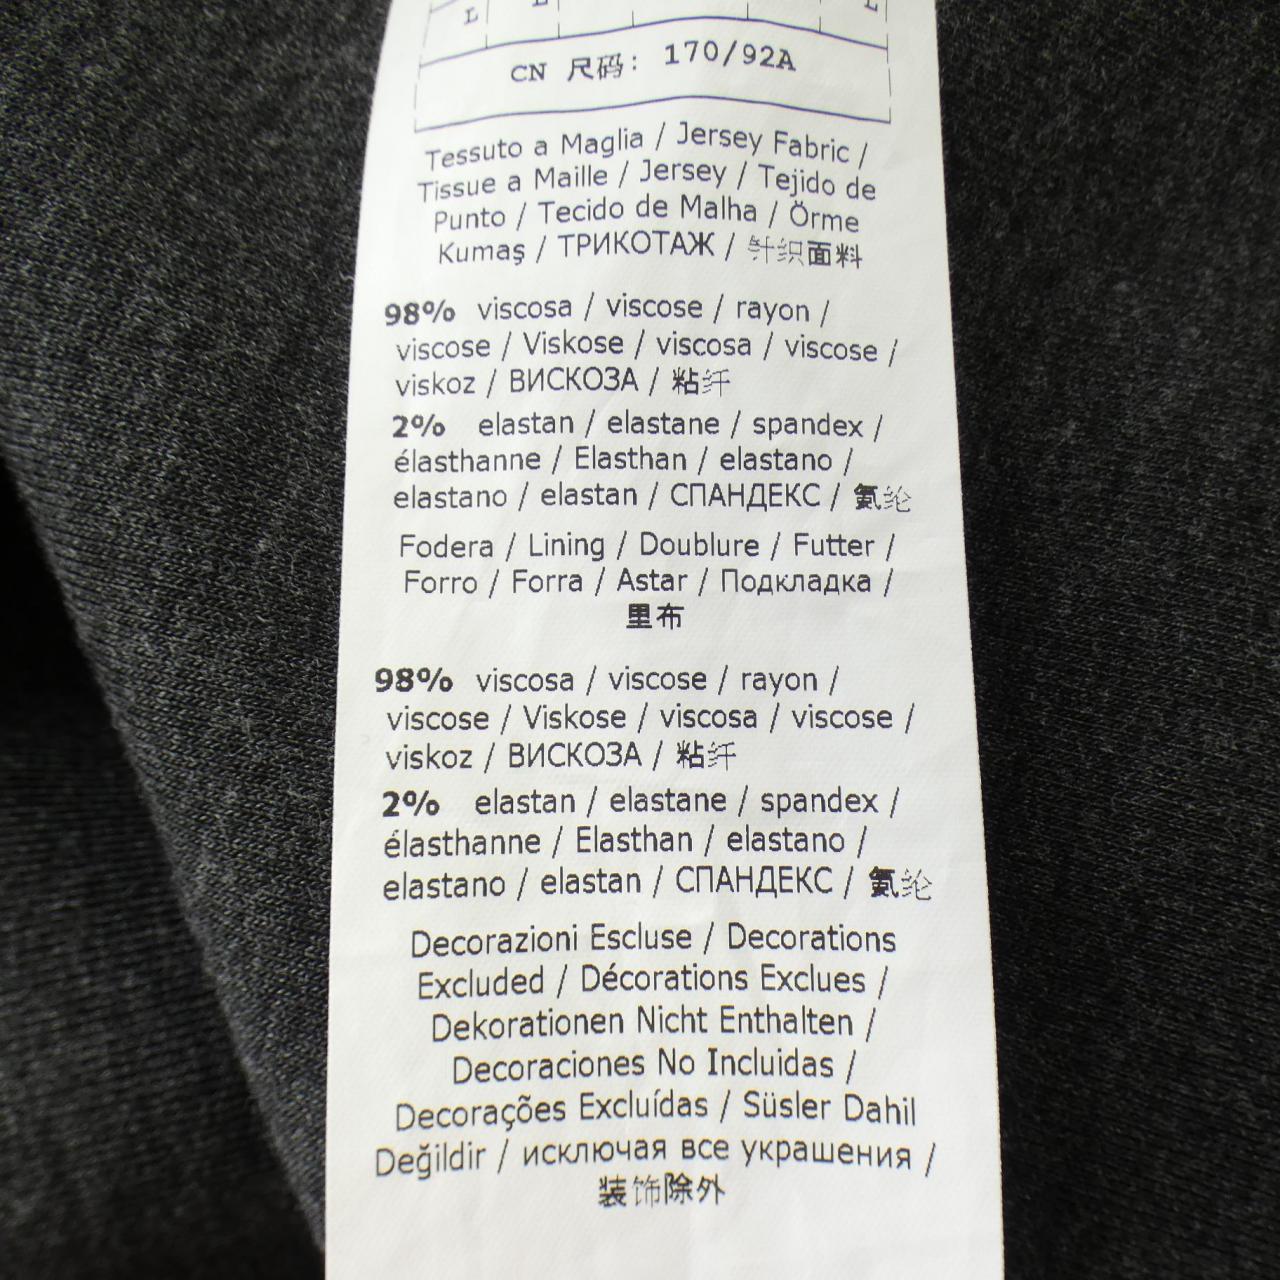 L L L
CN 尺码: 170/92A
Tessuto a Maglia / Jersey Fabric /
Tissue a Maille / Jersey / Tejido de
Punto / Tecido de Malha / Örme
Kumaş / ТРИКОТАЖ / 针织面料
98% viscosa / viscose / rayon /
viscose / Viskose / viscosa / viscose /
viskoz / ВИСКОЗА / 粘纤
2% elastan / elastane / spandex /
élasthanne / Elasthan / elastano /
elastano / elastan / СПАНДЕКС / 氨纶
Fodera / Lining / Doublure / Futter /
Forro / Forra / Astar / Подкладка /
里布
98% viscosa / viscose / rayon /
viscose / Viskose / viscosa / viscose /
viskoz / ВИСКОЗА / 粘纤
2% elastan / elastane / spandex /
élasthanne / Elasthan / elastano /
elastano / elastan / СПАНДЕКС / 氨纶
Decorazioni Escluse / Decorations
Excluded / Décorations Exclues /
Dekorationen Nicht Enthalten /
Decoraciones No Incluidas /
Decorações Excluídas / Süsler Dahil
Değildir / исключая все украшения /
装饰除外